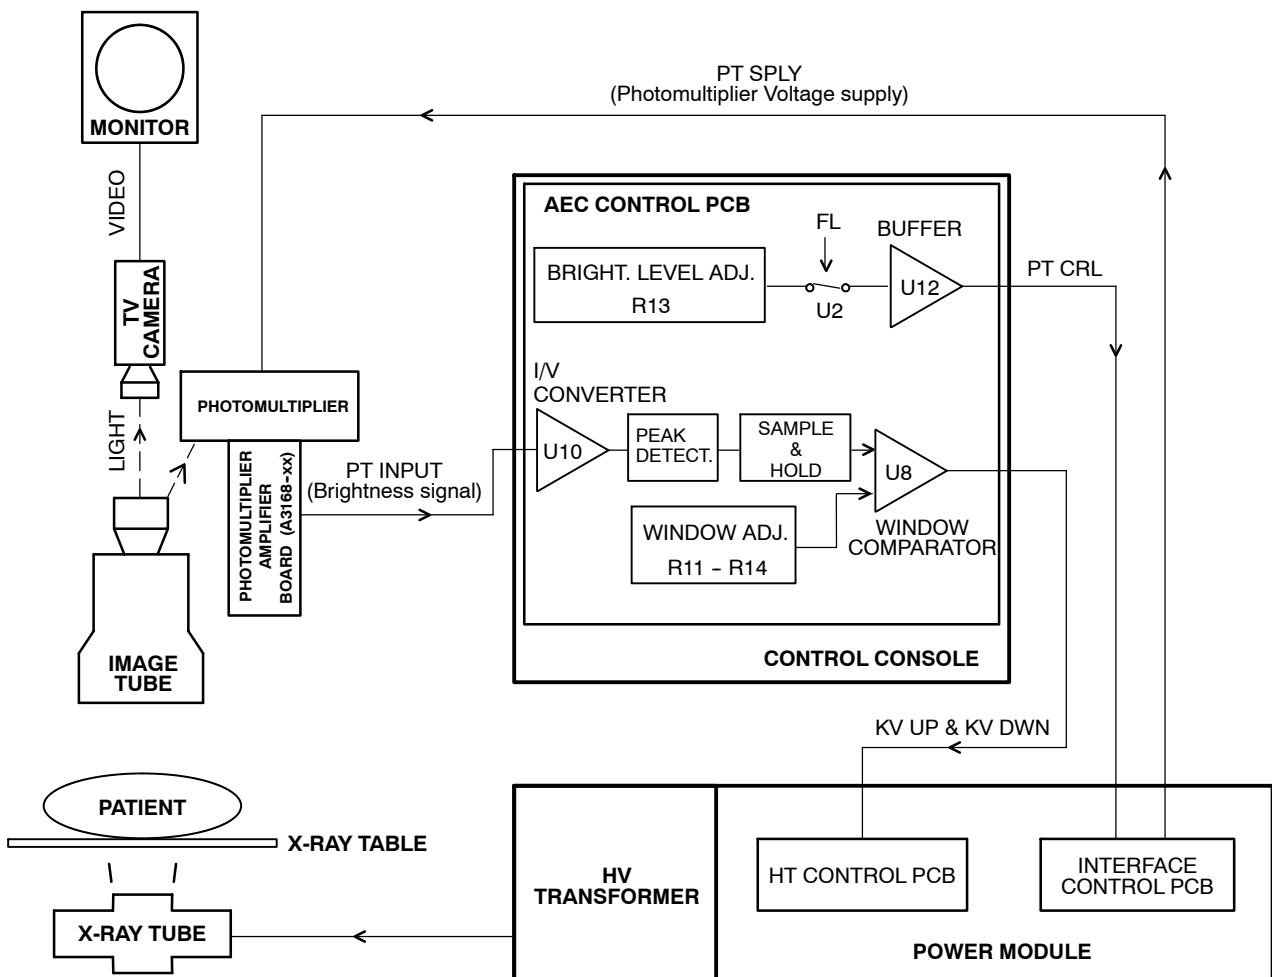 PT SPLY
(Photomultiplier Voltage supply)
MONITOR
VIDEO
TV
CAMERA
LIGHT
PHOTOMULTIPLIER
PHOTOMULTIPLIER
AMPLIFIER
BOARD (A3168-xx)
PT INPUT
(Brightness signal)
IMAGE
TUBE
AEC CONTROL PCB
BRIGHT. LEVEL ADJ.
R13
FL
U2
BUFFER
U12
PT CRL
I/V
CONVERTER
U10
PEAK
DETECT.
SAMPLE
&
HOLD
U8
WINDOW ADJ.
R11 - R14
WINDOW
COMPARATOR
CONTROL CONSOLE
KV UP & KV DWN
PATIENT
X-RAY TABLE
X-RAY TUBE
HV
TRANSFORMER
HT CONTROL PCB
INTERFACE
CONTROL PCB
POWER MODULE